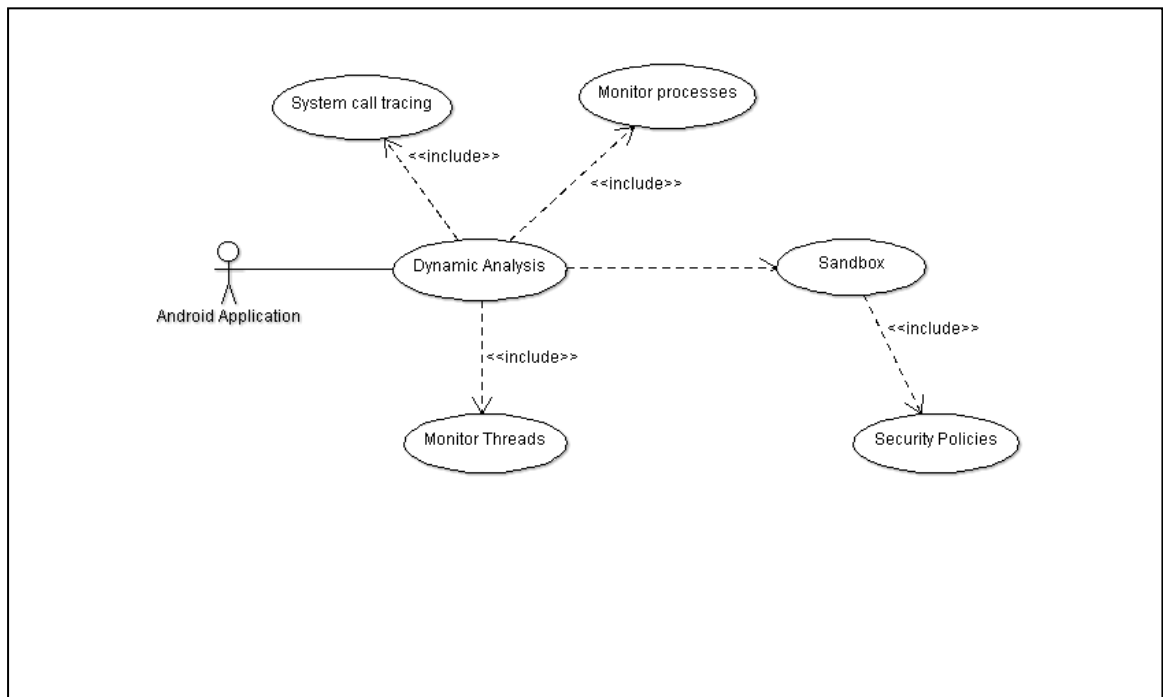 Monitor processes
System call tracing
<<include>>
<<include>>
Dynamic Analysis
Sandbox
Android Application
<<include>>
<<include>>
Monitor Threads
Security Policies